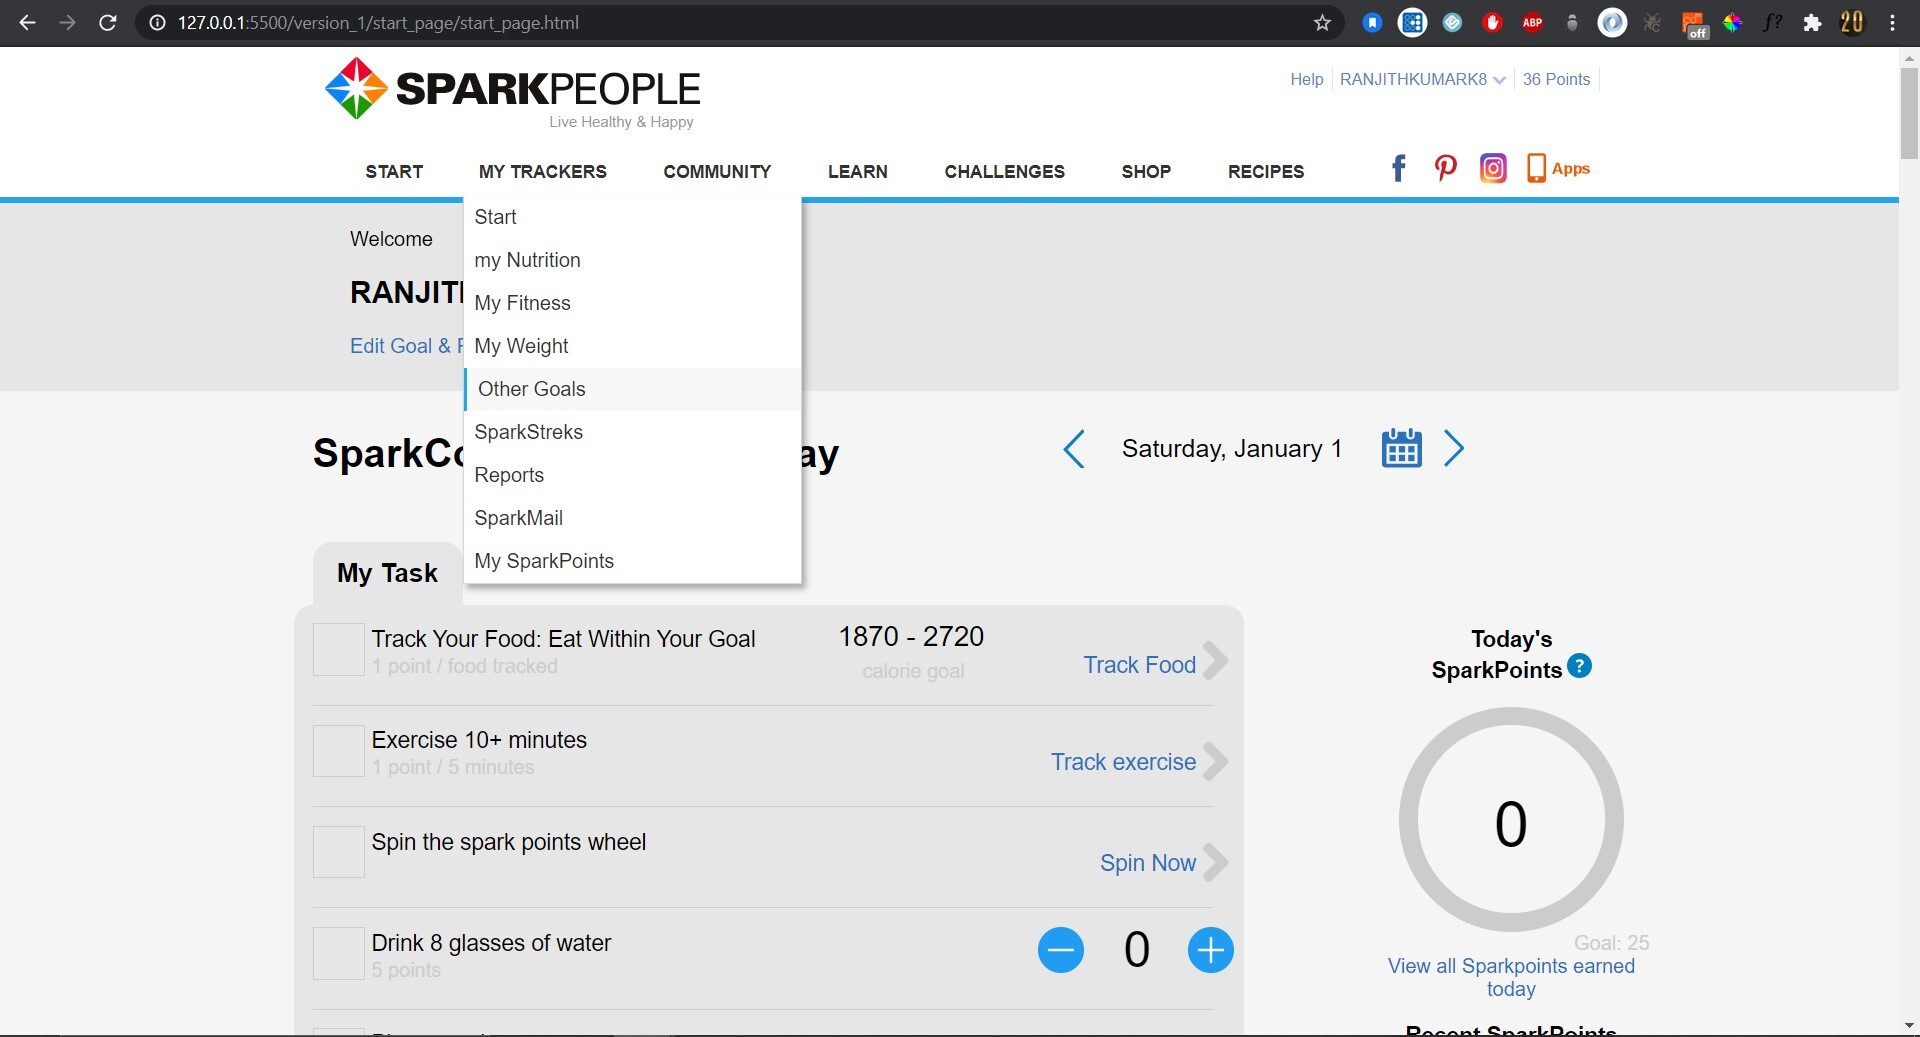 127.0.0.1:5500/version_1/start_page/start_page.html
ABP
off
f?
20
SPARKPEOPLE
Live Healthy & Happy
Help
RANJITHKUMARK8
36 Points
START
MY TRACKERS
COMMUNITY
LEARN
CHALLENGES
SHOP
RECIPES
Apps
Start
my Nutrition
My Fitness
My Weight
Other Goals
SparkStreks
Reports
SparkMail
My SparkPoints
Welcome
RANJITH
Edit Goal &
SparkCo
ay
Saturday, January 1
My Task
Track Your Food: Eat Within Your Goal
1 point / food tracked
1870 - 2720
calorie goal
Track Food
Exercise 10+ minutes
1 point / 5 minutes
Track exercise
Spin the spark points wheel
Spin Now
Drink 8 glasses of water
5 points
0
Today's
SparkPoints ?
0
Goal: 25
View all Sparkpoints earned
today
Recent SparkPoints